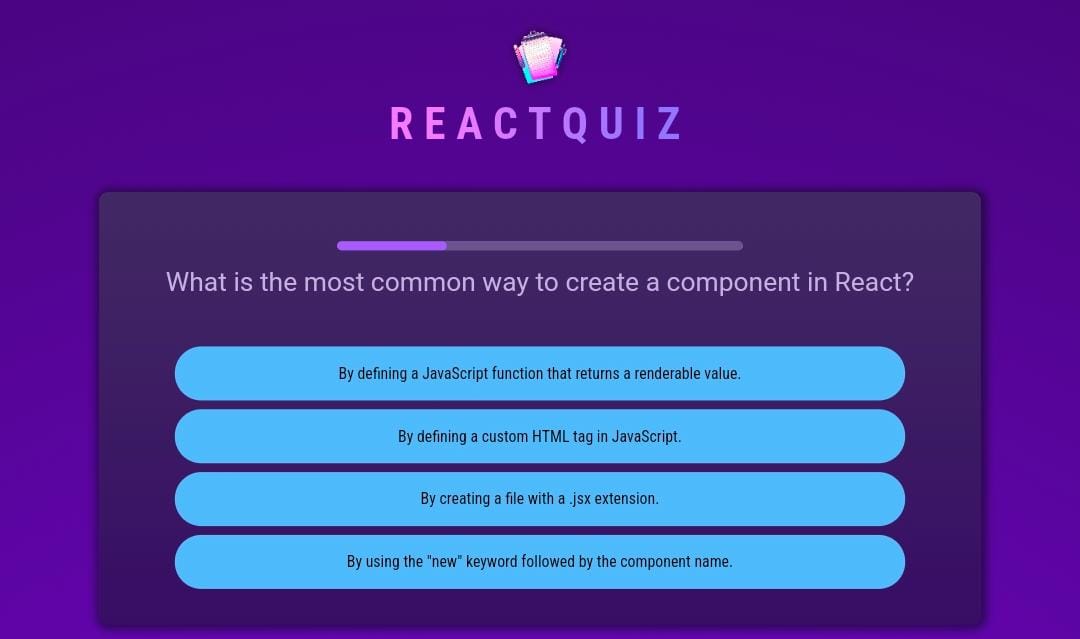 REACTQUIZ
What is the most common way to create a component in React?
By defining a JavaScript function that returns a renderable value.
By defining a custom HTML tag in JavaScript.
By creating a file with a .jsx extension.
By using the "new" keyword followed by the component name.